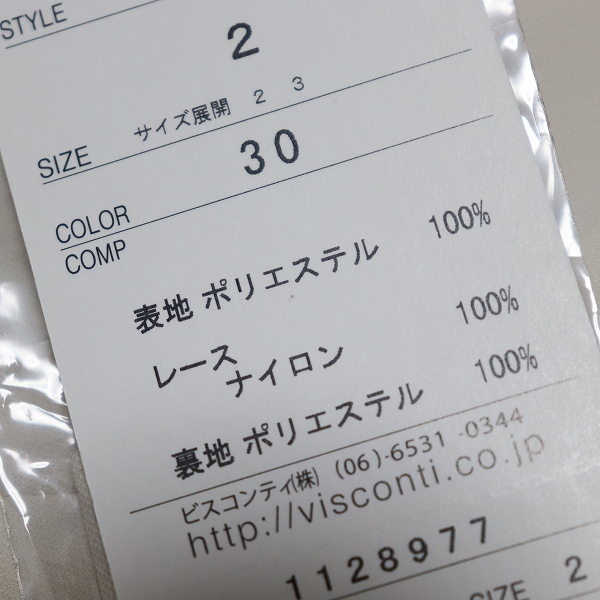 STYLE
2
サイズ展開 2 3
SIZE
30
COLOR
COMP
表地 ポリエステル 100%
レース
ナイロン 100%
裏地 ポリエステル 100%
ビスコンティ(株) (06)-6531-0344
http://visconti.co.jp
1128977
SIZE 2